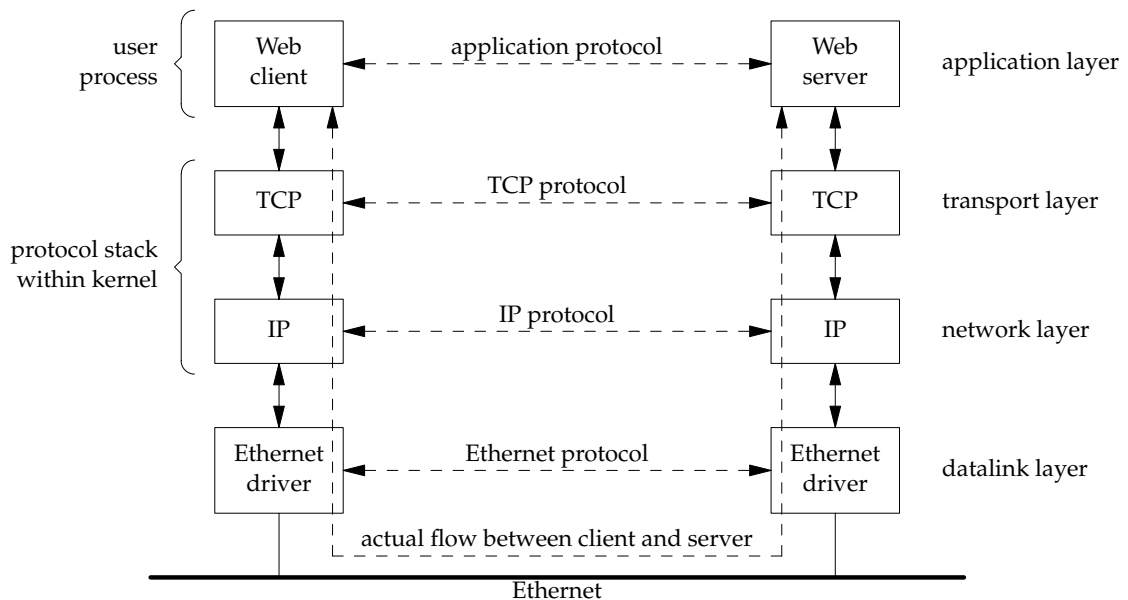 user
process
Web
client
application protocol
Web
server
application layer
TCP
TCP protocol
TCP
transport layer
protocol stack
within kernel
IP
IP protocol
IP
network layer
Ethernet
driver
Ethernet protocol
Ethernet
driver
datalink layer
actual flow between client and server
Ethernet